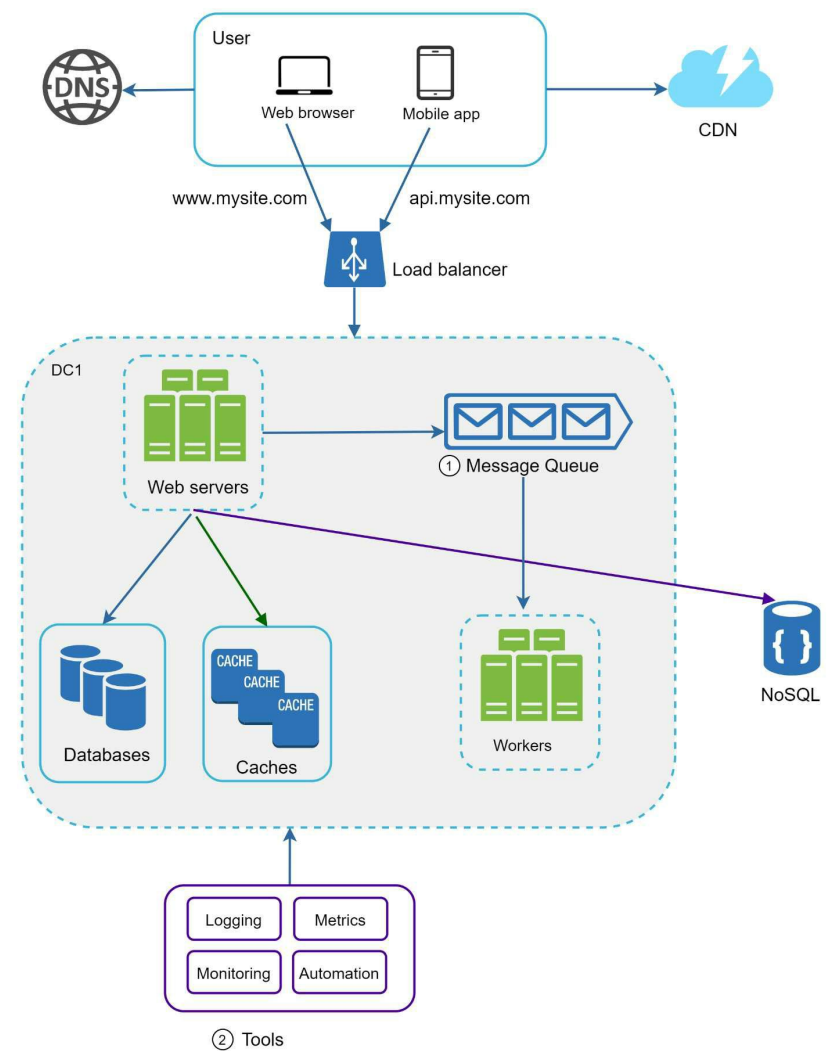 User
DNS
Web browser
Mobile app
CDN
www.mysite.com
api.mysite.com
Load balancer
DC1
Web servers
1 Message Queue
CACHE
CACHE
CACHE
Databases
Caches
Workers
{ }
NoSQL
Logging
Metrics
Monitoring
Automation
2 Tools